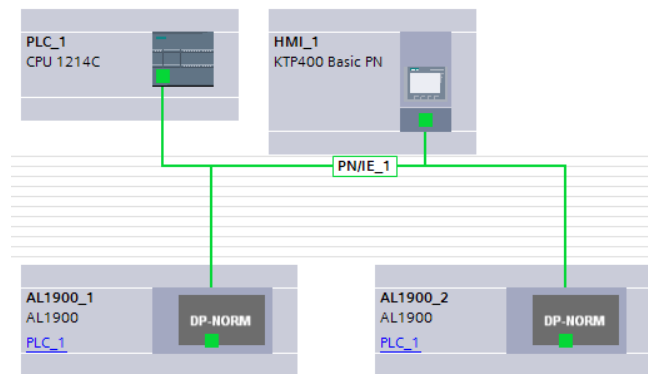 PLC_1
CPU 1214C
HMI_1
KTP400 Basic PN
PN/IE_1
AL1900_1
AL1900
PLC_1
DP-NORM
AL1900_2
AL1900
PLC_1
DP-NORM